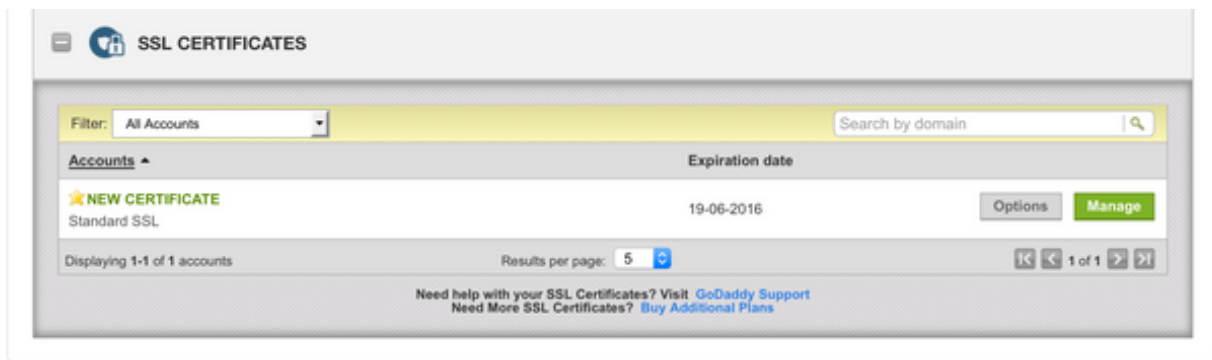 SSL CERTIFICATES
Filter: All Accounts Search by domain
Accounts Expiration date
NEW CERTIFICATE
Standard SSL
19-06-2016 Options Manage
Displaying 1-1 of 1 accounts Results per page: 5 1 of 1
Need help with your SSL Certificates? Visit GoDaddy Support
Need More SSL Certificates? Buy Additional Plans